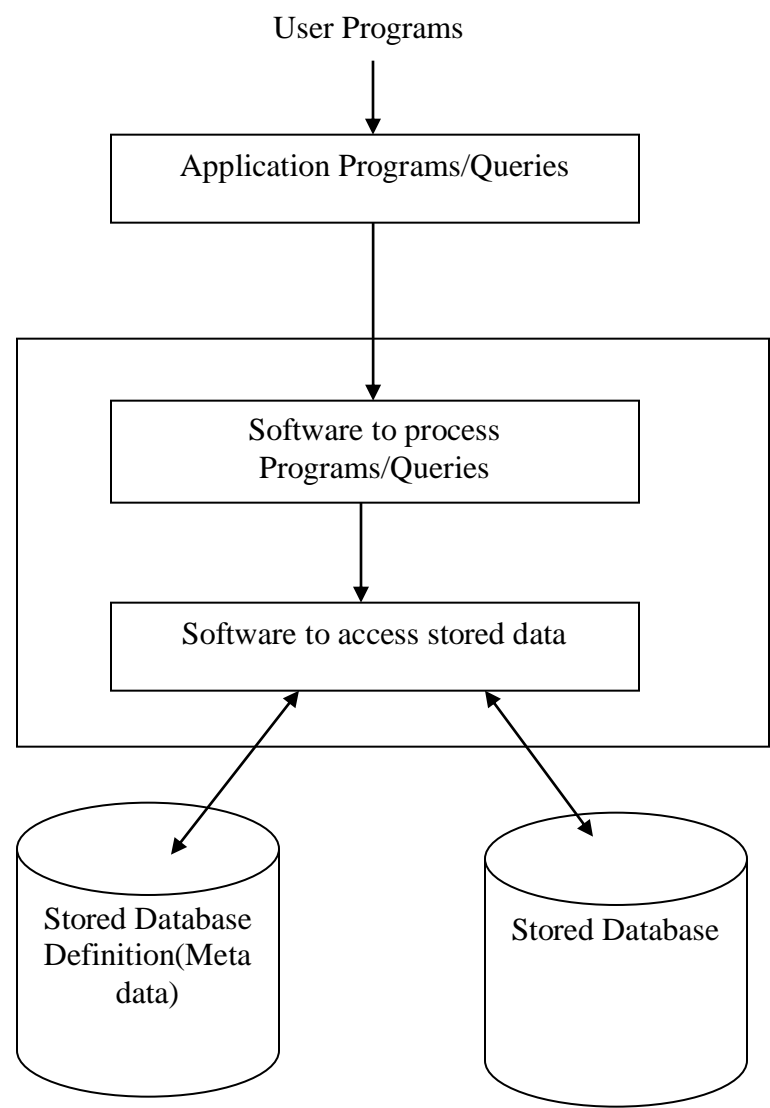 User Programs
Application Programs/Queries
Software to process
Programs/Queries
Software to access stored data
Stored Database
Definition(Meta
data)
Stored Database